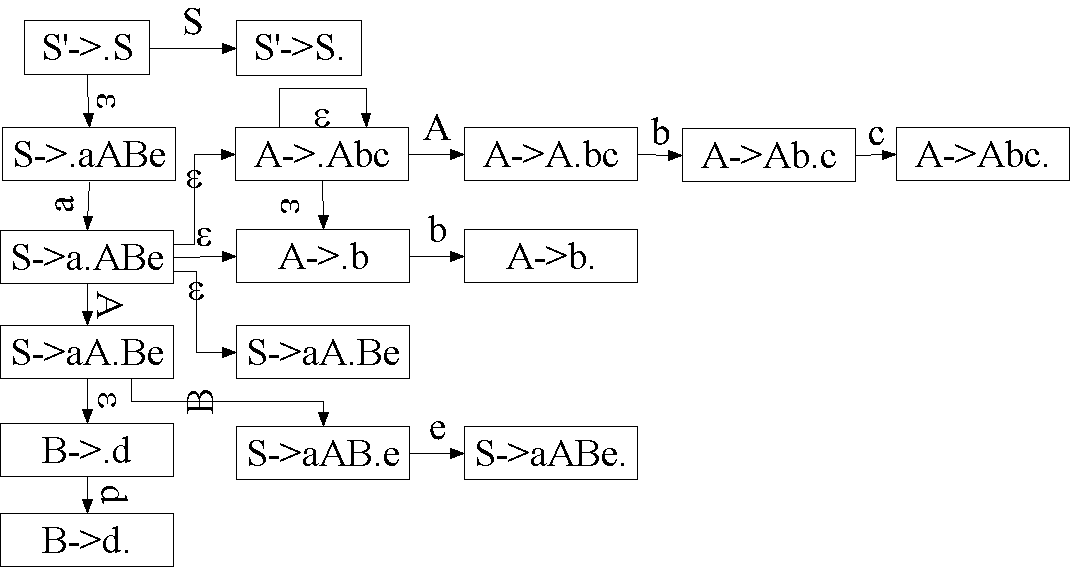 S
S'->.S
S'->S.
ε
ε
A
b
c
S->.aABe
A->.Abc
A->A.bc
A->Ab.c
A->Abc.
ε
a
ε
ε
b
S->a.ABe
A->.b
A->b.
ε
A
S->aA.Be
S->aA.Be
ε
B
e
B->.d
S->aAB.e
S->aABe.
d
B->d.